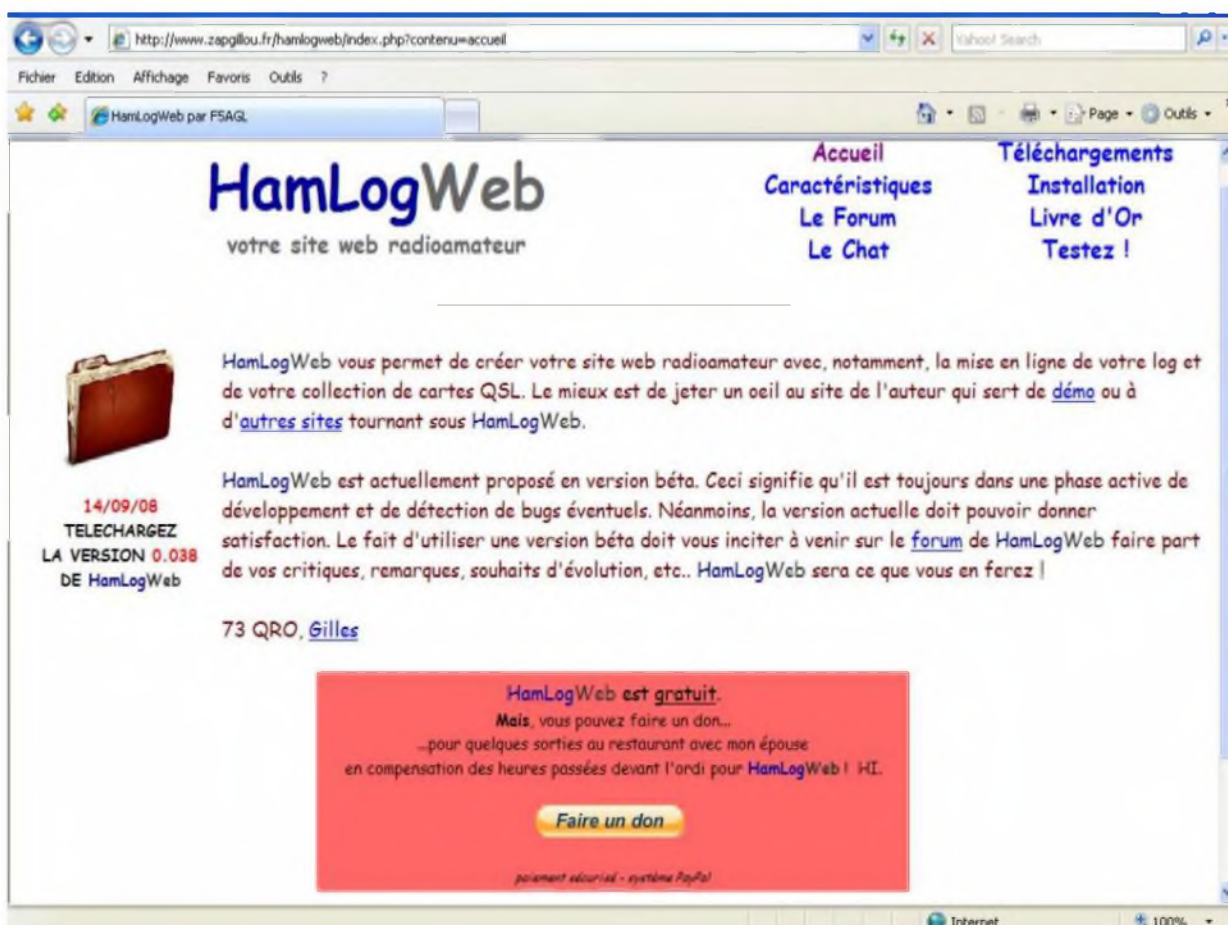 http://www.zapgillou.fr/hamlogweb/index.php?contenu=accueil
Yahoo! Search
Fichier Edition Affichage Favoris Outils ?
HamLogWeb par F5AGL
Page
Outils
HamLogWeb
votre site web radioamateur
Accueil
Téléchargements
Caractéristiques
Installation
Le Forum
Livre d'Or
Le Chat
Testez !
HamLogWeb vous permet de créer votre site web radioamateur avec, notamment, la mise en ligne de votre log et
de votre collection de cartes QSL. Le mieux est de jeter un oeil au site de l'auteur qui sert de démo ou à
d'autres sites tournant sous HamLogWeb.
14/09/08
TELECHARGEZ
LA VERSION 0.038
DE HamLogWeb
HamLogWeb est actuellement proposé en version béta. Ceci signifie qu'il est toujours dans une phase active de
développement et de détection de bugs éventuels. Néanmoins, la version actuelle doit pouvoir donner
satisfaction. Le fait d'utiliser une version béta doit vous inciter à venir sur le forum de HamLogWeb faire part
de vos critiques, remarques, souhaits d'évolution, etc.. HamLogWeb sera ce que vous en ferez !
73 QRO, Gilles
HamLogWeb est gratuit.
Mais, vous pouvez faire un don...
...pour quelques sorties au restaurant avec mon épouse
en compensation des heures passées devant l'ordi pour HamLogWeb ! HI.
Faire un don
paiement sécurisé - système PayPal
Internet
100%